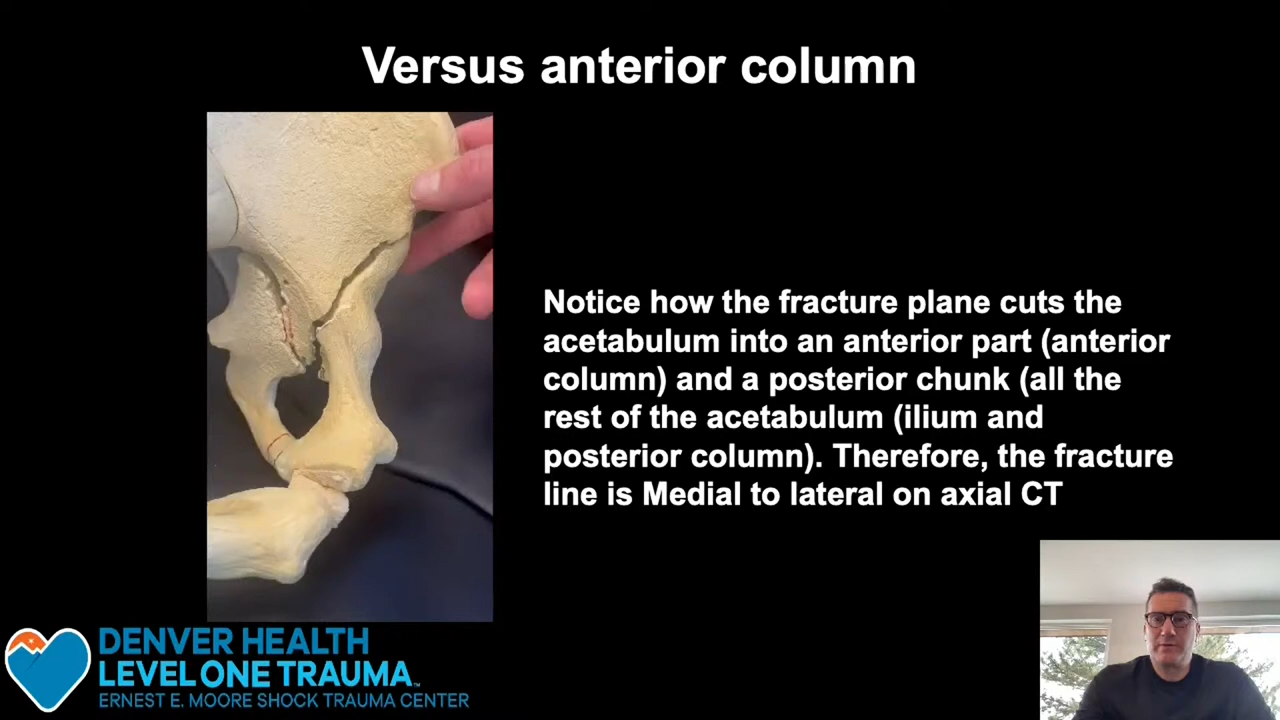 Versus anterior column
Notice how the fracture plane cuts the
acetabulum into an anterior part (anterior
column) and a posterior chunk (all the
rest of the acetabulum (ilium and
posterior column). Therefore, the fracture
line is Medial to lateral on axial CT
DENVER HEALTH
LEVEL ONE TRAUMA™
ERNEST E. MOORE SHOCK TRAUMA CENTER